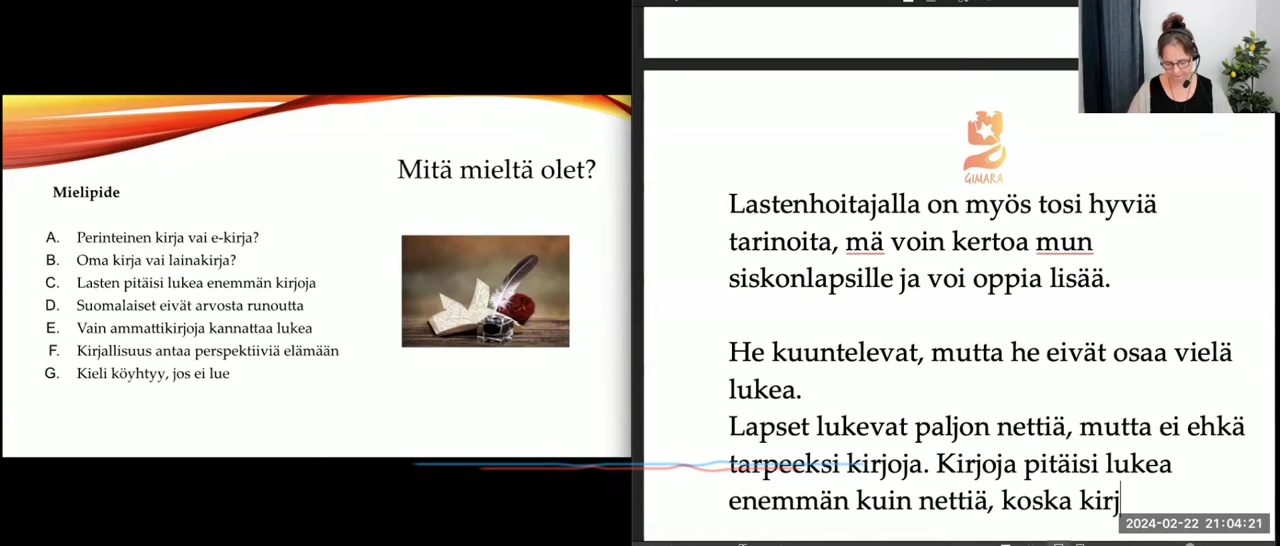 Mitä mieltä olet?
Mielipide
A. Perinteinen kirja vai e-kirja?
B. Oma kirja vai lainakirja?
C. Lasten pitäisi lukea enemmän kirjoja
D. Suomalaiset eivät arvosta runoutta
E. Vain ammattikirjoja kannattaa lukea
F. Kirjallisuus antaa perspektiiviä elämään
G. Kieli köyhtyy, jos ei lue
GIMARA
Lastenhoitajalla on myös tosi hyviä
tarinoita, mä voin kertoa mun
siskonlapsille ja voi oppia lisää.
He kuuntelevat, mutta he eivät osaa vielä
lukea.
Lapset lukevat paljon nettiä, mutta ei ehkä
tarpeeksi kirjoja. Kirjoja pitäisi lukea
enemmän kuin nettiä, koska kirj
2024-02-22 21:04:21